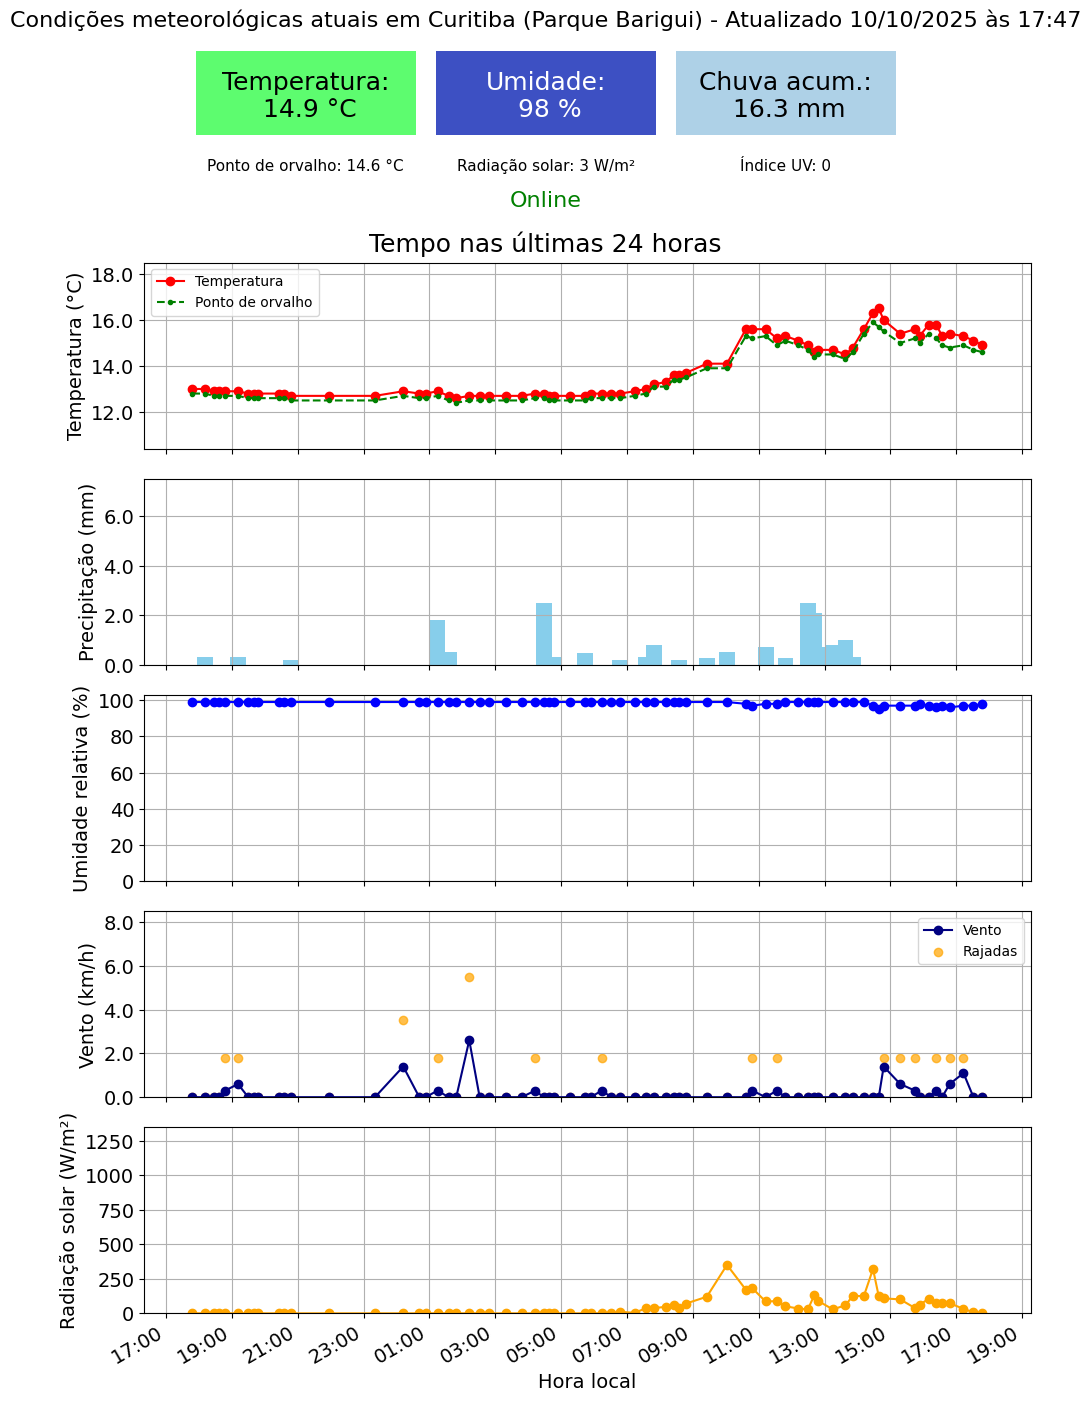 Condições meteorológicas atuais em Curitiba (Parque Barigui) - Atualizado 10/10/2025 às 17:47
Temperatura:
14.9 °C
Umidade:
98 %
Chuva acum.:
16.3 mm
Ponto de orvalho: 14.6 °C
Radiação solar: 3 W/m²
Índice UV: 0
Online
Tempo nas últimas 24 horas
Temperatura (°C)
18.0
16.0
14.0
12.0
Temperatura
Ponto de orvalho
Precipitação (mm)
6.0
4.0
2.0
0.0
Umidade relativa (%)
100
80
60
40
20
0
Vento (km/h)
8.0
6.0
4.0
2.0
0.0
Vento
Rajadas
Radiação solar (W/m²)
1250
1000
750
500
250
0
17:00
19:00
21:00
23:00
01:00
03:00
05:00
07:00
09:00
11:00
13:00
15:00
17:00
19:00
Hora local